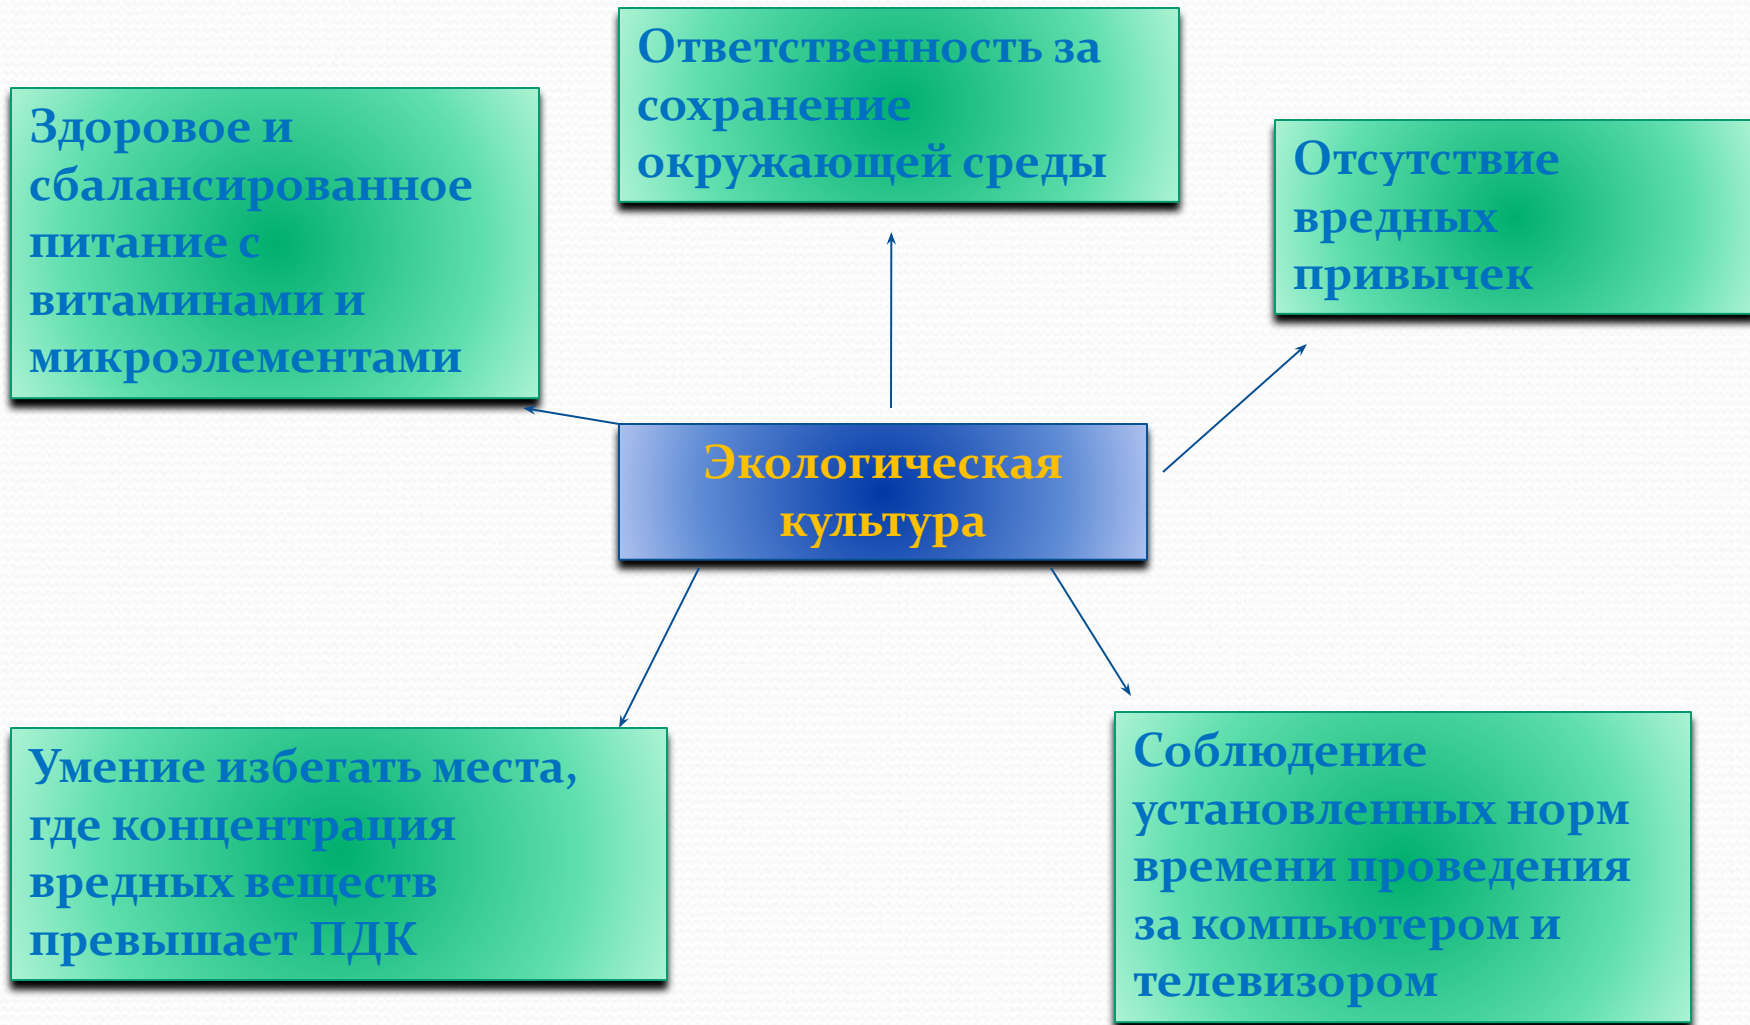 Ответственность за
сохранение
окружающей среды
Здоровое и
сбалансированное
питание с
витаминами и
микроэлементами
Отсутствие
вредных
привычек
Экологическая
культура
Умение избегать места,
где концентрация
вредных веществ
превышает ПДК
Соблюдение
установленных норм
времени проведения
за компьютером и
телевизором